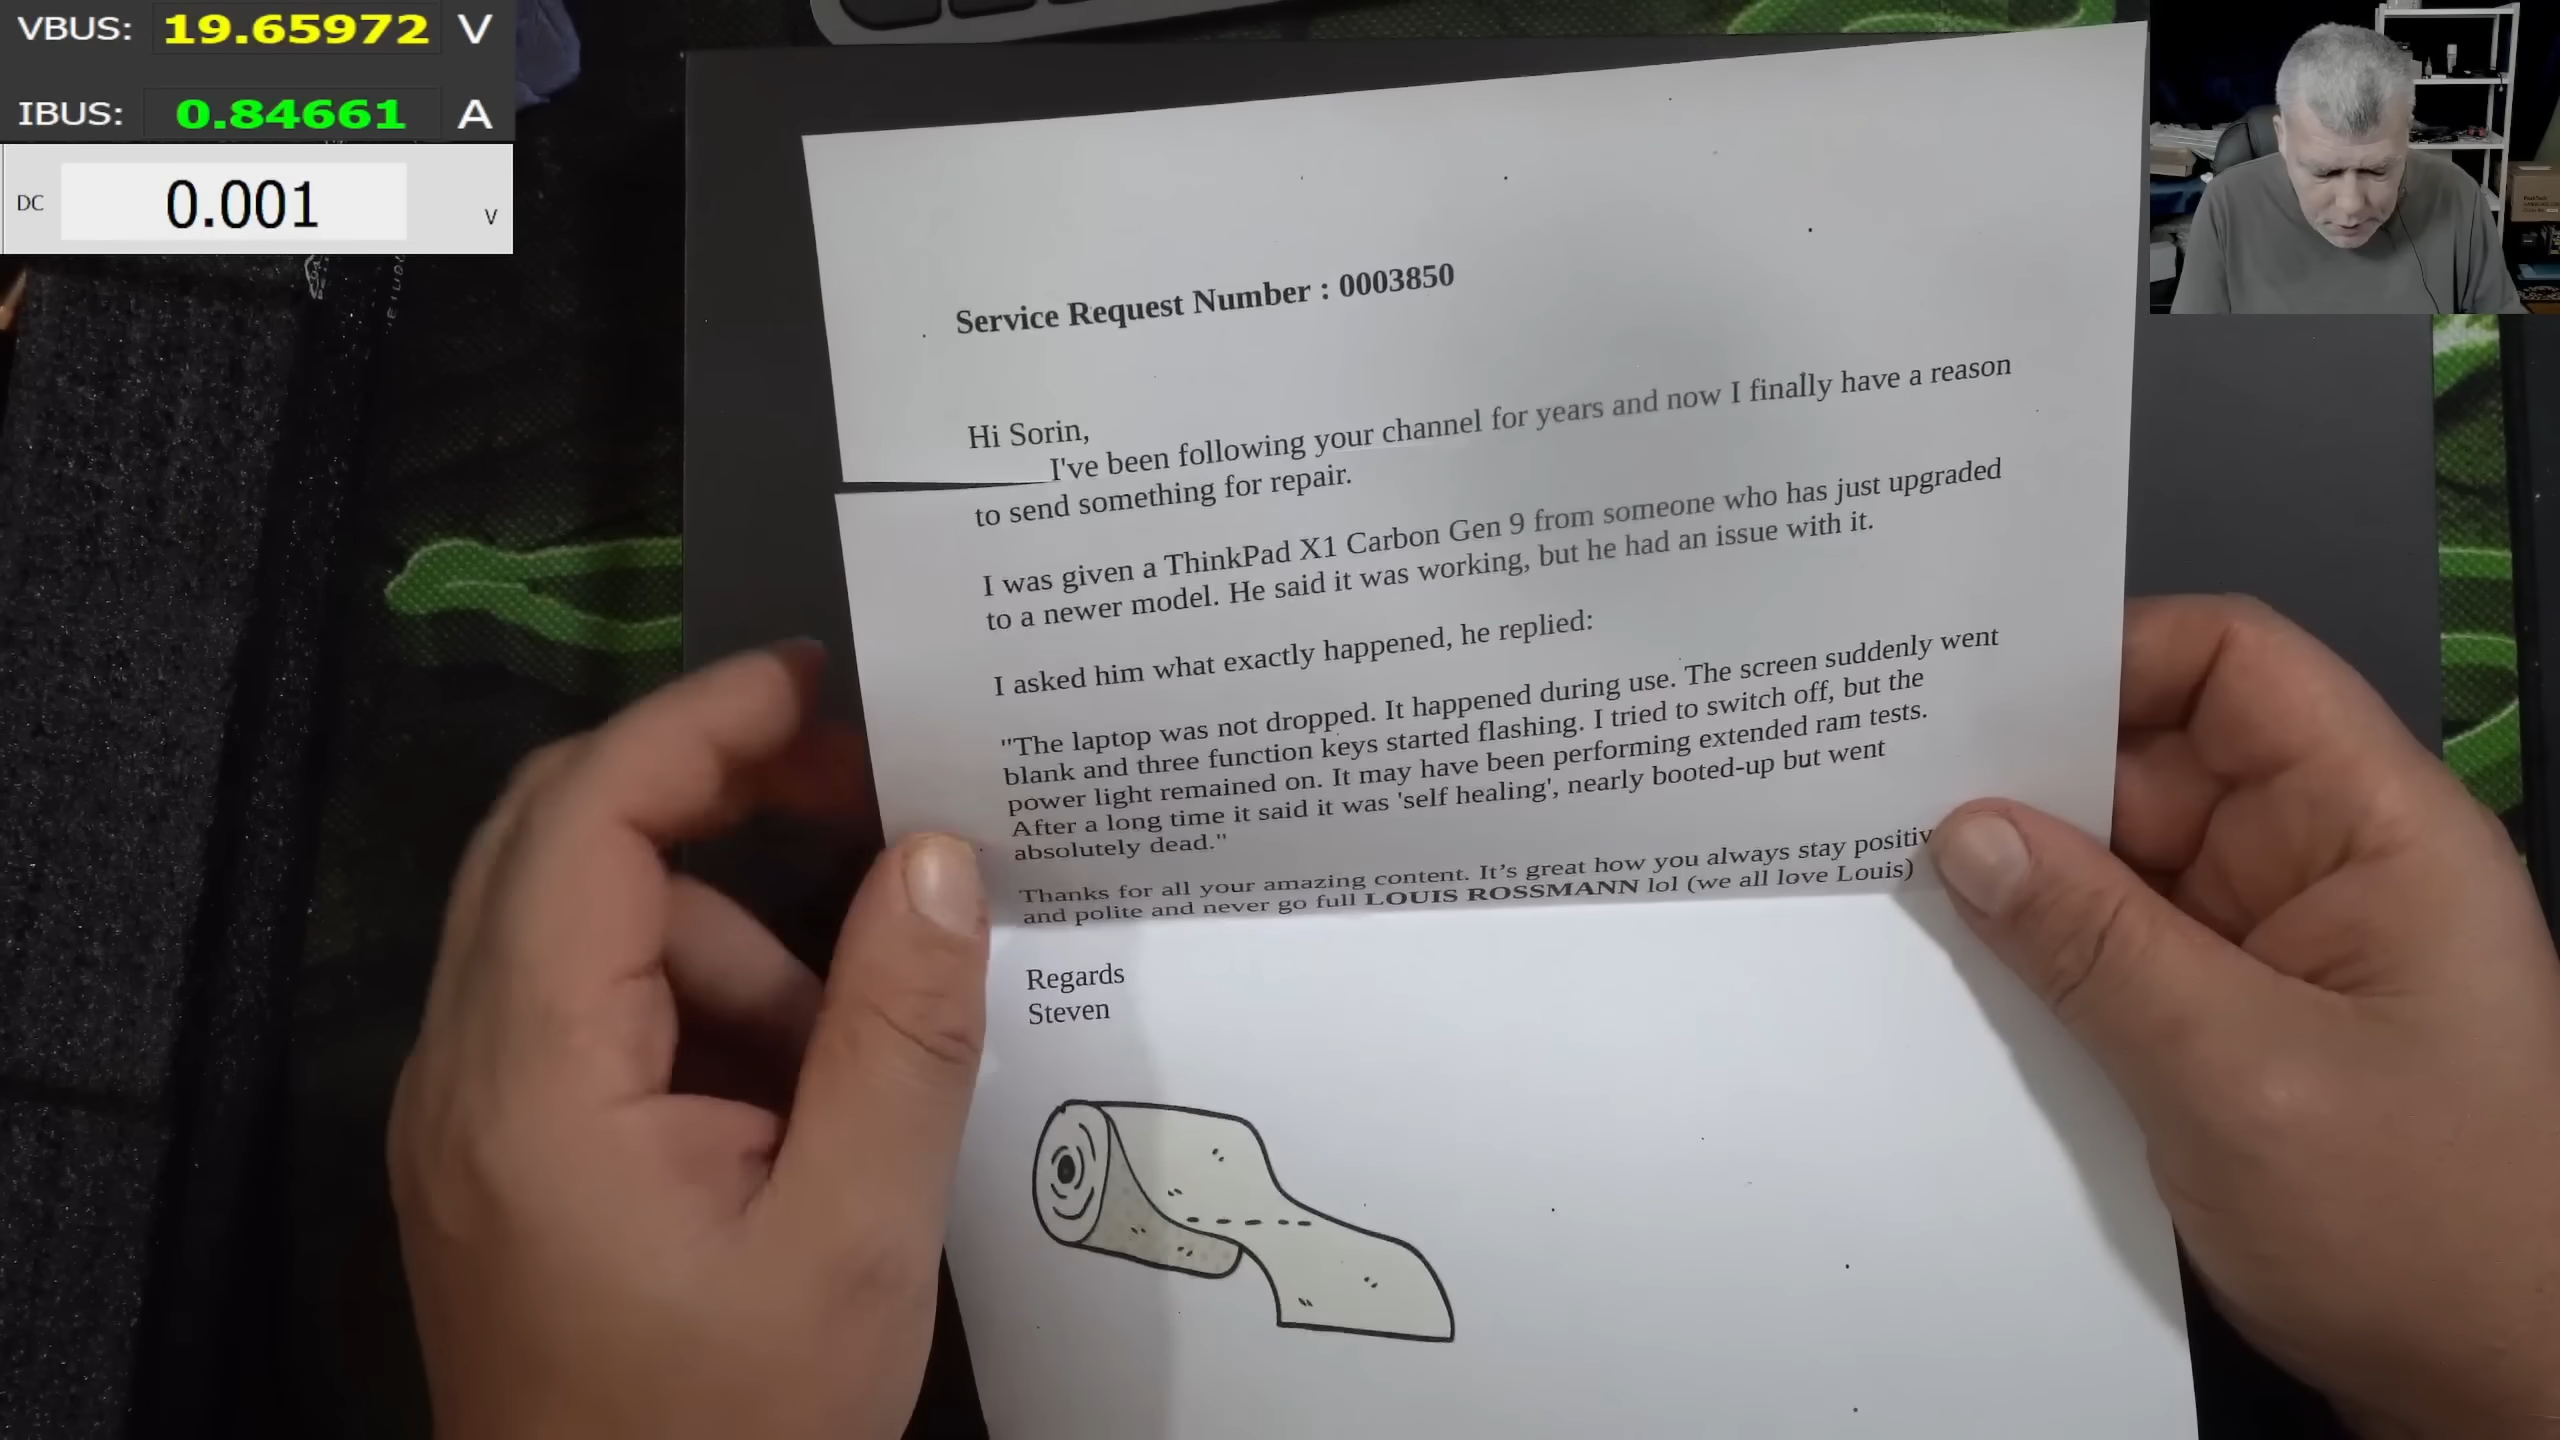 VBUS: 19.65972 V
IBUS: 0.84661 A
DC 0.001 V
Service Request Number : 0003850
Hi Sorin,
I've been following your channel for years and now I finally have a reason
to send something for repair.
I was given a ThinkPad X1 Carbon Gen 9 from someone who has just upgraded
to a newer model. He said it was working, but he had an issue with it.
I asked him what exactly happened, he replied:
"The laptop was not dropped. It happened during use. The screen suddenly went
blank and three function keys started flashing. I tried to switch off, but the
power light remained on. It may have been performing extended ram tests.
After a long time it said it was 'self healing', nearly booted-up but went
absolutely dead."
Thanks for all your amazing content. It’s great how you always stay positiv
and polite and never go full LOUIS ROSSMANN lol (we all love Louis)
Regards
Steven